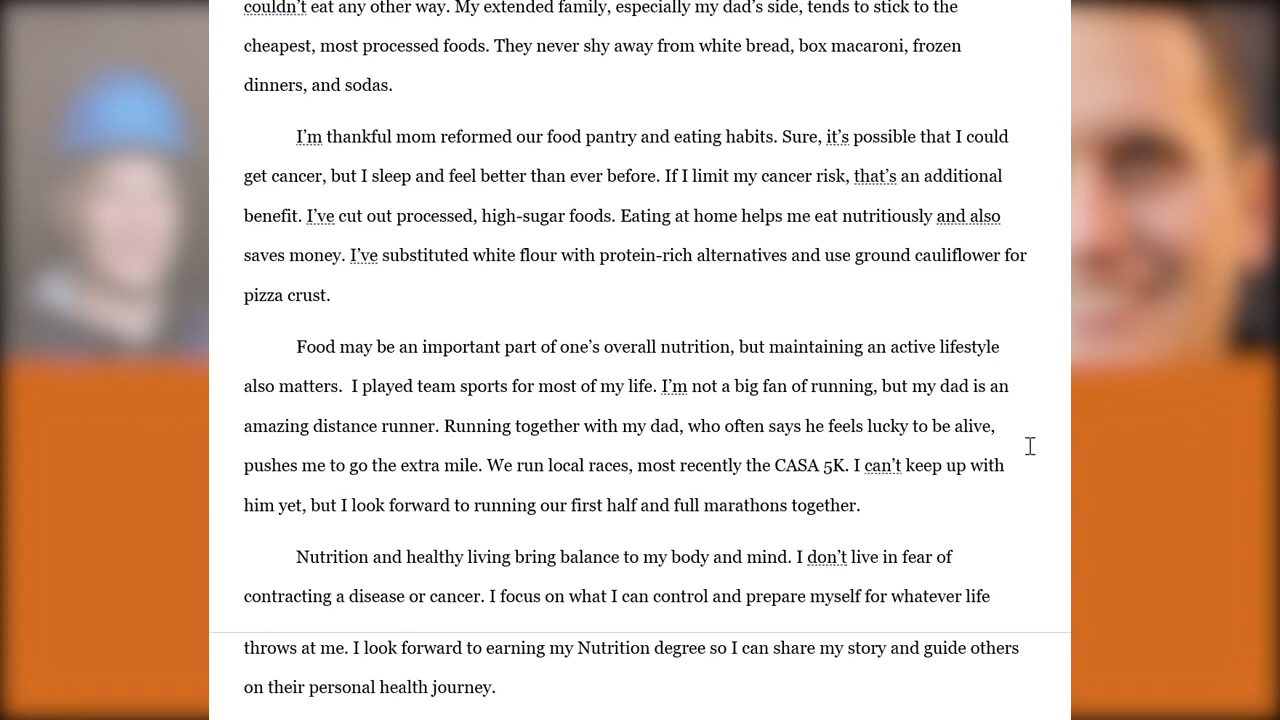 couldn’t eat any other way. My extended family, especially my dad’s side, tends to stick to the
cheapest, most processed foods. They never shy away from white bread, box macaroni, frozen
dinners, and sodas.
I’m thankful mom reformed our food pantry and eating habits. Sure, it’s possible that I could
get cancer, but I sleep and feel better than ever before. If I limit my cancer risk, that’s an additional
benefit. I’ve cut out processed, high-sugar foods. Eating at home helps me eat nutritiously and also
saves money. I’ve substituted white flour with protein-rich alternatives and use ground cauliflower for
pizza crust.
Food may be an important part of one’s overall nutrition, but maintaining an active lifestyle
also matters.  I played team sports for most of my life. I’m not a big fan of running, but my dad is an
amazing distance runner. Running together with my dad, who often says he feels lucky to be alive,
pushes me to go the extra mile. We run local races, most recently the CASA 5K. I can’t keep up with
him yet, but I look forward to running our first half and full marathons together.
Nutrition and healthy living bring balance to my body and mind. I don’t live in fear of
contracting a disease or cancer. I focus on what I can control and prepare myself for whatever life
throws at me. I look forward to earning my Nutrition degree so I can share my story and guide others
on their personal health journey.